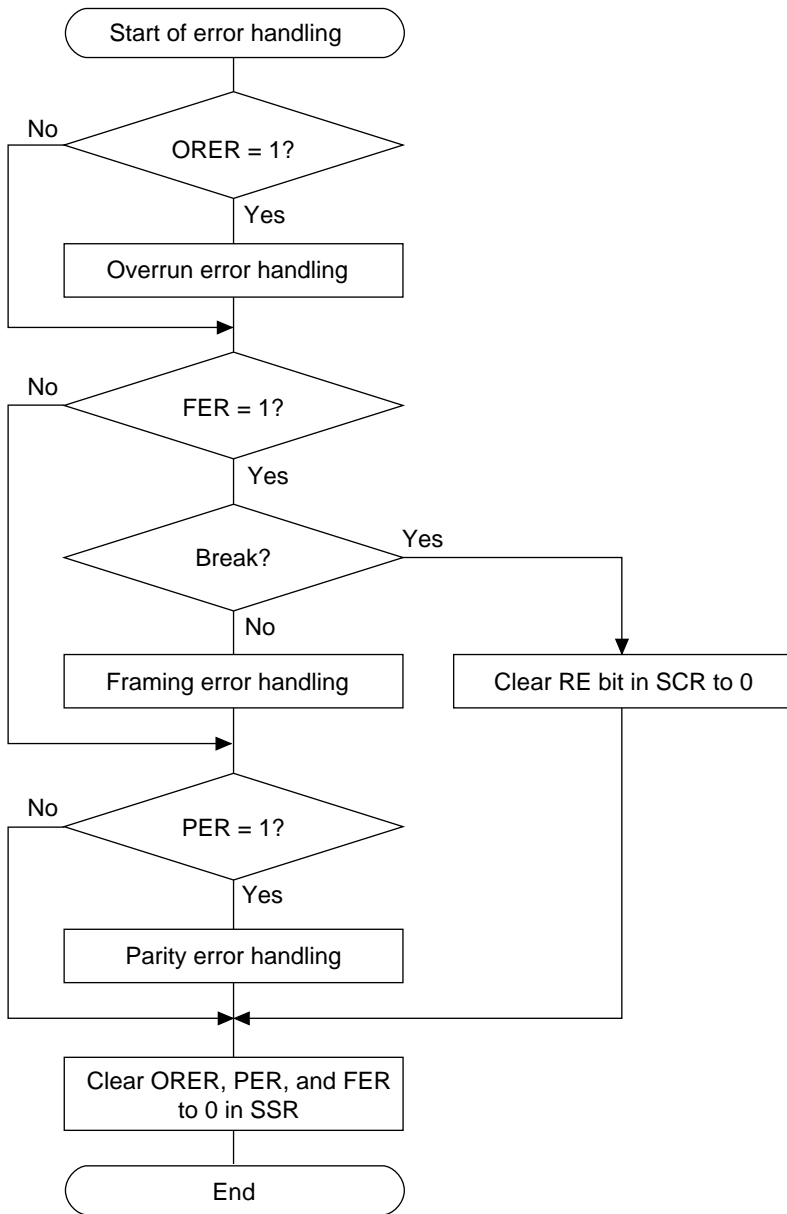 Start of error handling
No
ORER = 1?
Yes
Overrun error handling
No
FER = 1?
Yes
Break?
Yes
No
Framing error handling
Clear RE bit in SCR to 0
No
PER = 1?
Yes
Parity error handling
Clear ORER, PER, and FER
to 0 in SSR
End